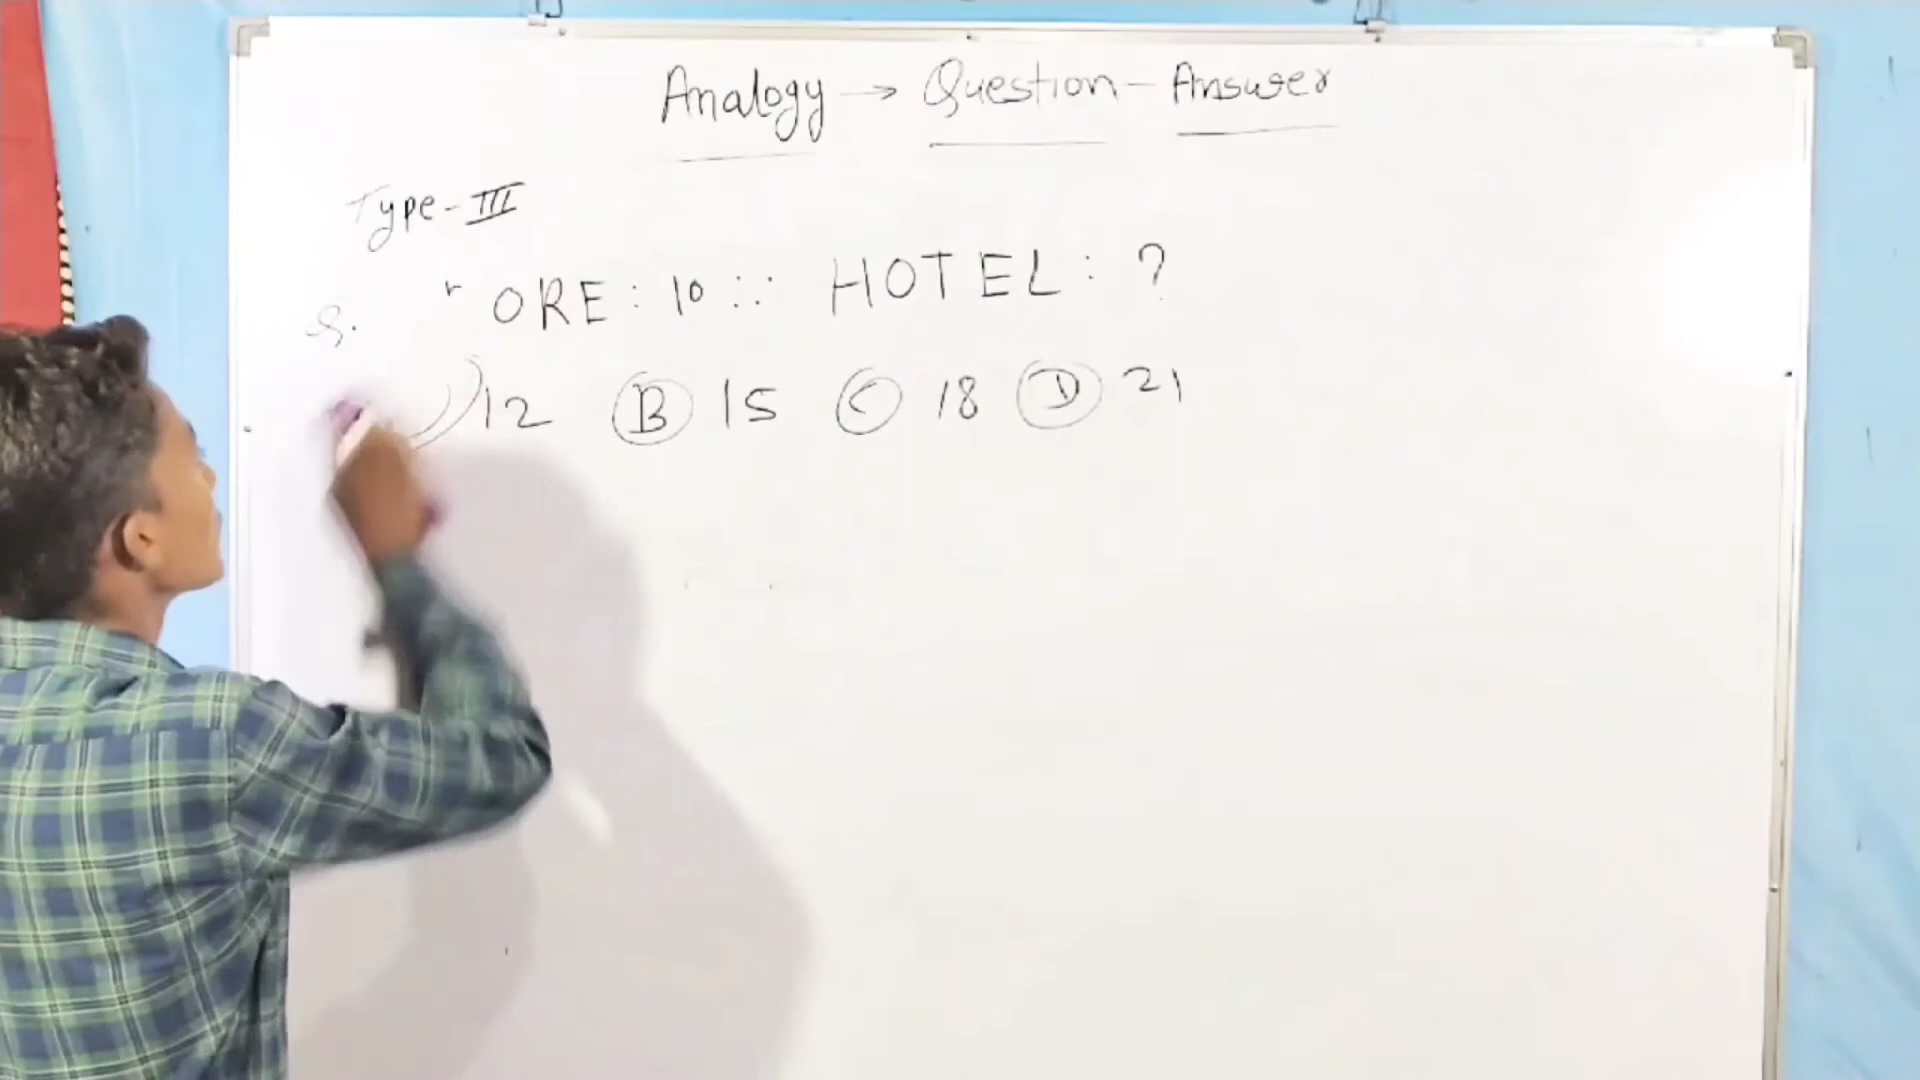 Analogy → Question - Answer
Type - III
ORE : 10 :: HOTEL : ?
12 (B) 15 (C) 18 (D) 21